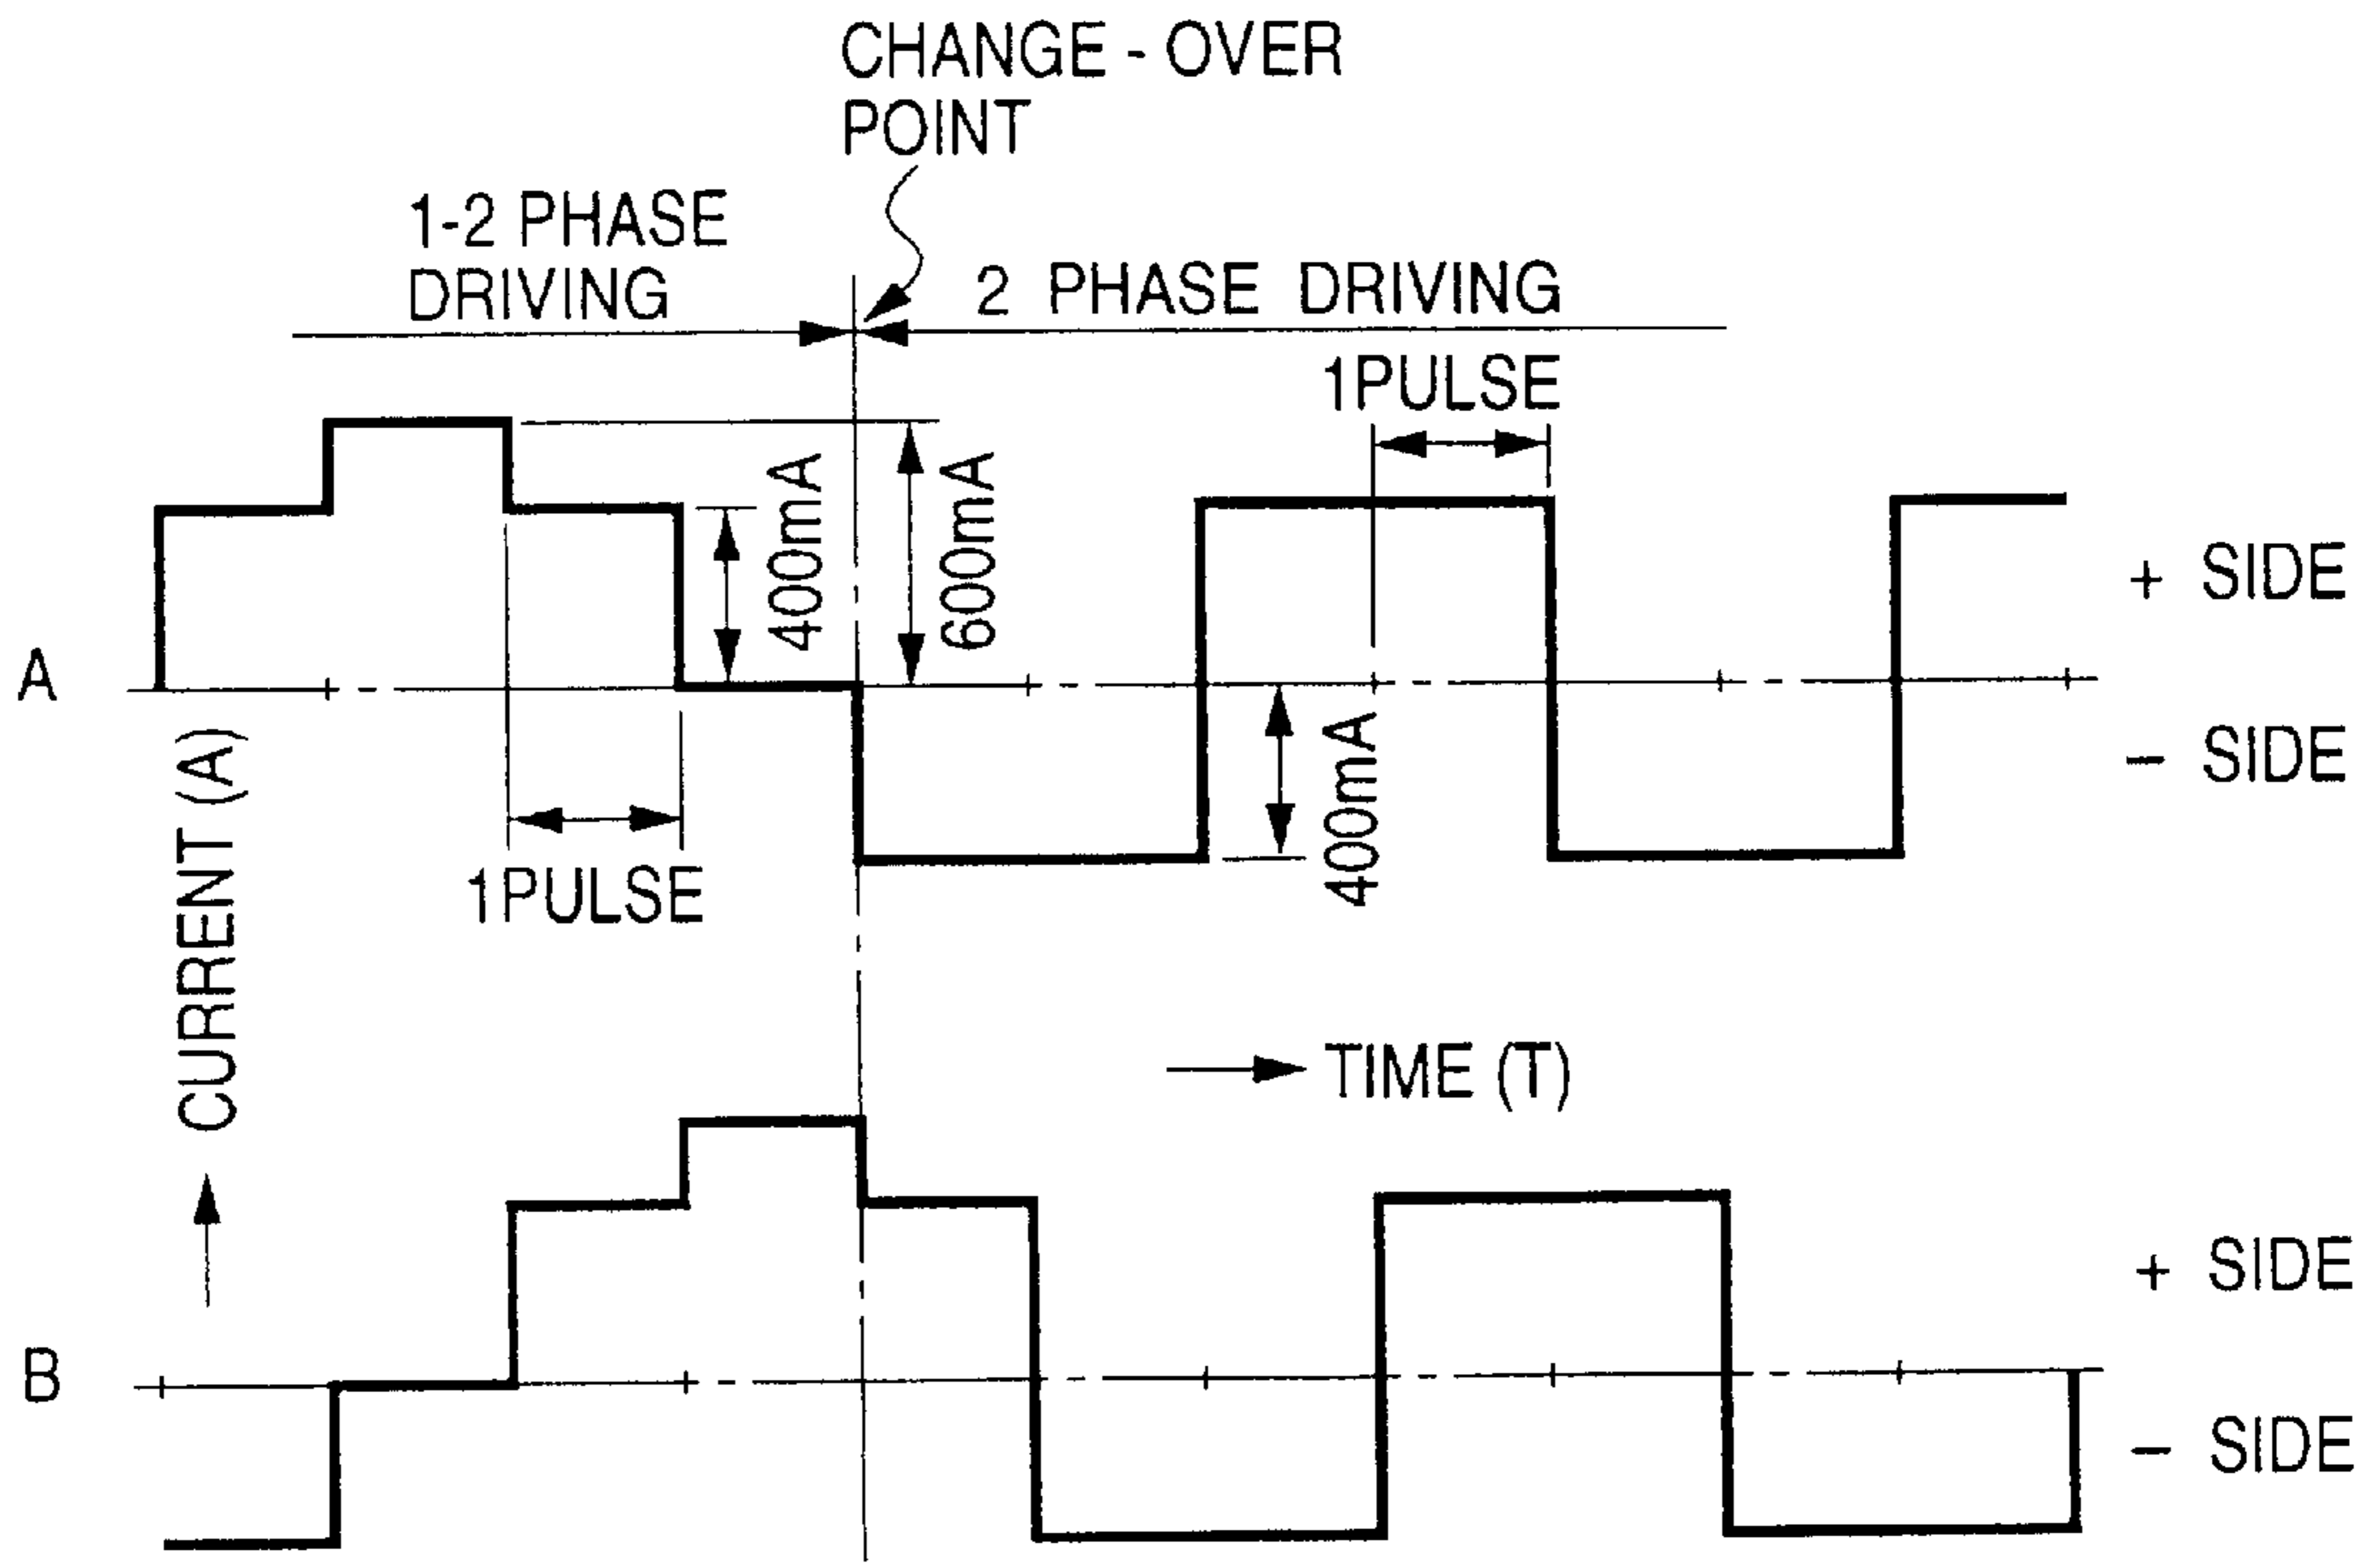 CHANGE - OVER
POINT
1-2 PHASE
DRIVING
2 PHASE DRIVING
1PULSE
400mA
600mA
+ SIDE
A
- SIDE
400mA
1PULSE
CURRENT (A)
TIME (T)
+ SIDE
B
- SIDE